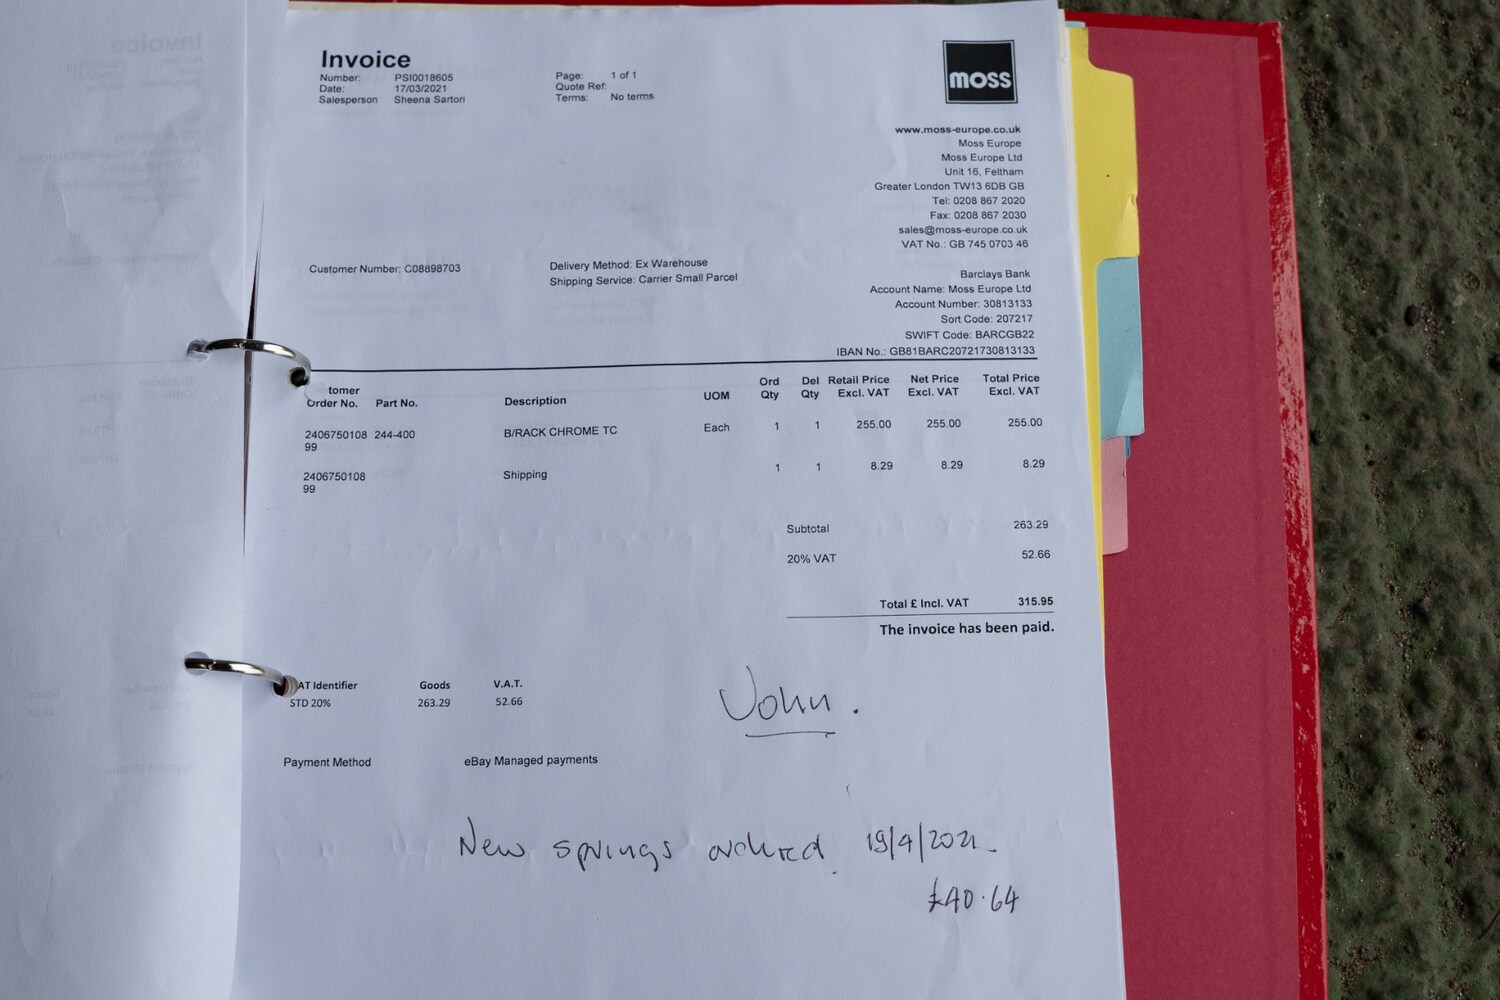 Invoice
Number: PSI0018605
Date: 17/03/2021
Salesperson Sheena Sartori
Page: 1 of 1
Quote Ref:
Terms: No terms
moss
www.moss-europe.co.uk
Moss Europe
Moss Europe Ltd
Unit 16, Feltham
Greater London TW13 6DB GB
Tel: 0208 867 2020
Fax: 0208 867 2030
sales@moss-europe.co.uk
VAT No.: GB 745 0703 46
Customer Number: C08898703
Delivery Method: Ex Warehouse
Shipping Service: Carrier Small Parcel
Barclays Bank
Account Name: Moss Europe Ltd
Account Number: 30813133
Sort Code: 207217
SWIFT Code: BARCGB22
IBAN No.: GB81BARC20721730813133
tomer Order No. Part No. Description UOM Ord Qty Del Qty Retail Price Excl. VAT Net Price Excl. VAT Total Price Excl. VAT
2406750108 244-400 B/RACK CHROME TC Each 1 1 255.00 255.00 255.00
99
2406750108 Shipping 1 1 8.29 8.29 8.29
99
Subtotal 263.29
20% VAT 52.66
Total £ Incl. VAT 315.95
The invoice has been paid.
AT Identifier Goods V.A.T.
STD 20% 263.29 52.66
John.
Payment Method eBay Managed payments
New springs ordered 19/4/2021
£40.64